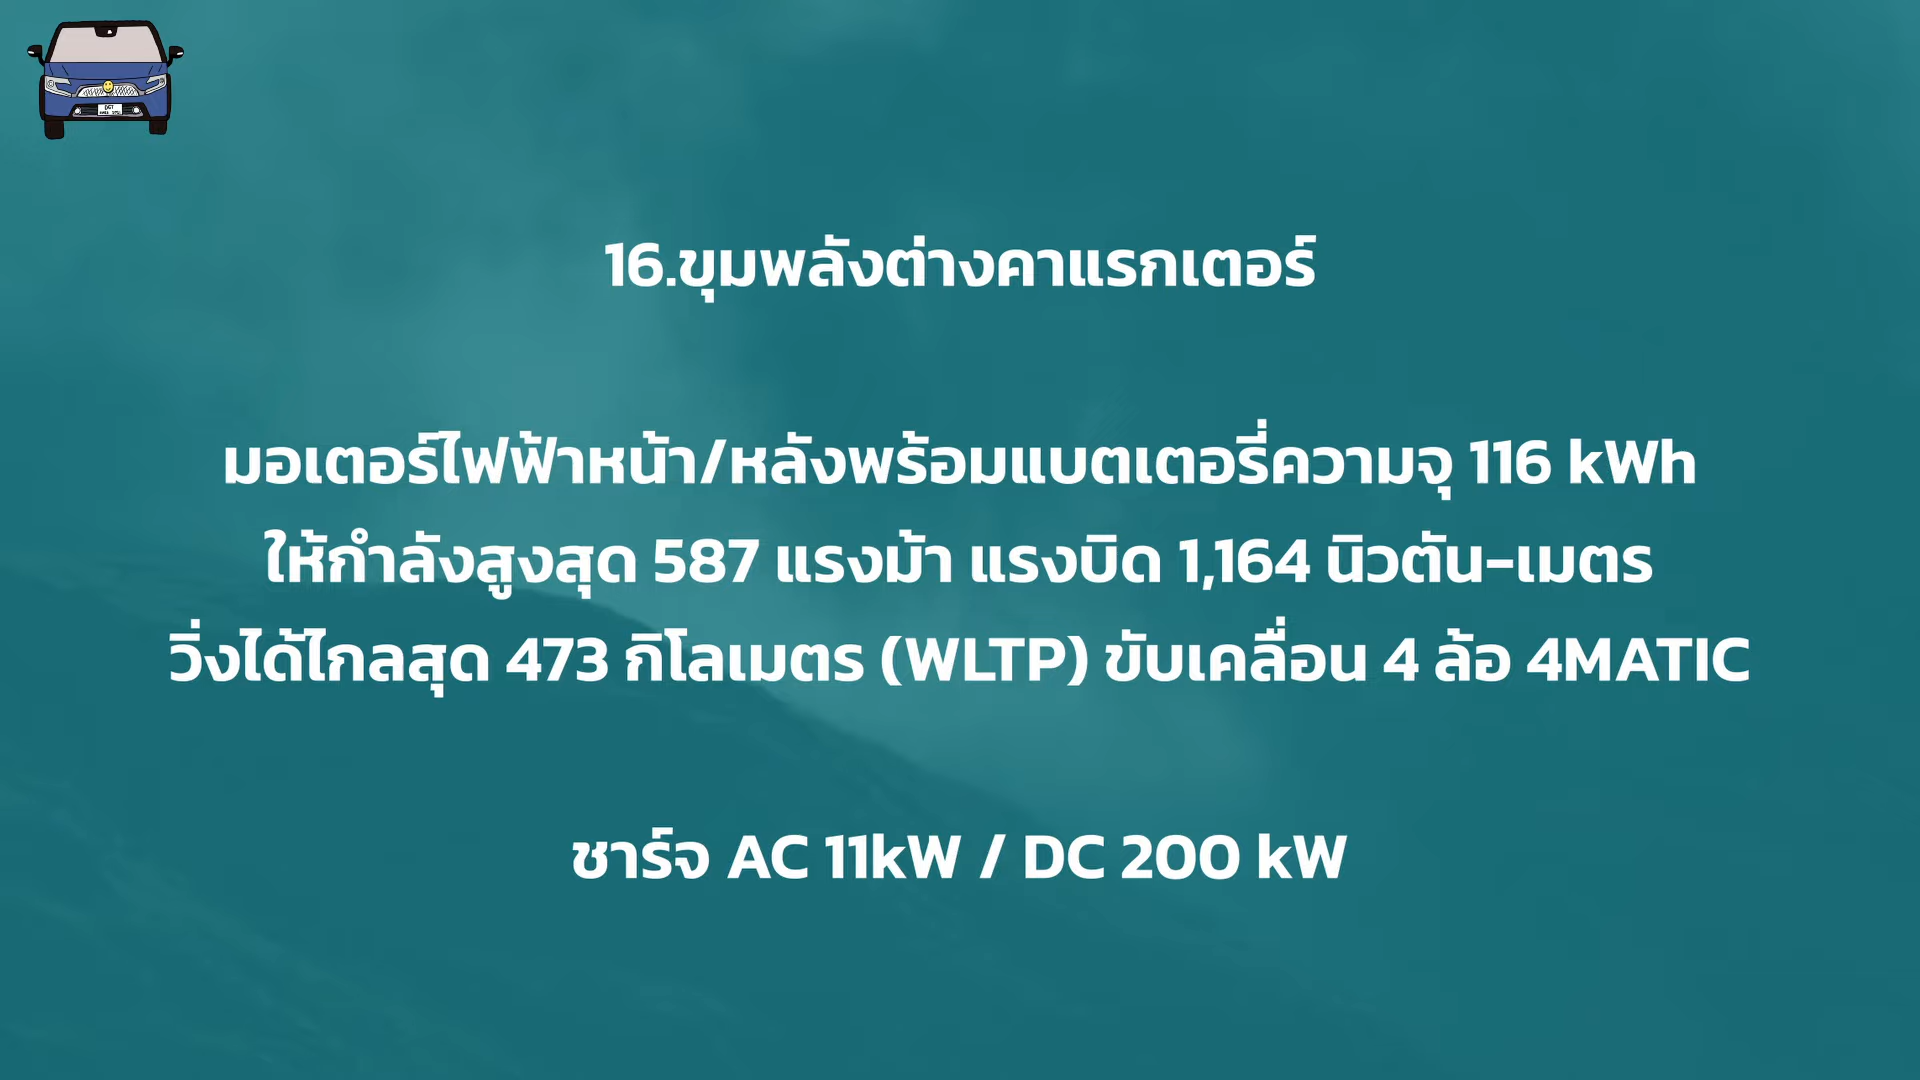 16.ขุมพลังต่างคาแรกเตอร์
มอเตอร์ไฟฟ้าหน้า/หลังพร้อมแบตเตอรี่ความจุ 116 kWh
ให้กำลังสูงสุด 587 แรงม้า แรงบิด 1,164 นิวตัน-เมตร
วิ่งได้ไกลสุด 473 กิโลเมตร (WLTP) ขับเคลื่อน 4 ล้อ 4MATIC
ชาร์จ AC 11kW / DC 200 kW